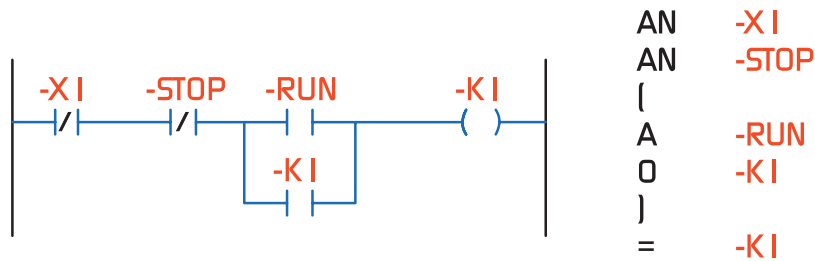 -X1 -STOP -RUN -K1
-K1
AN -X1
AN -STOP
(
A -RUN
O -K1
)
= -K1